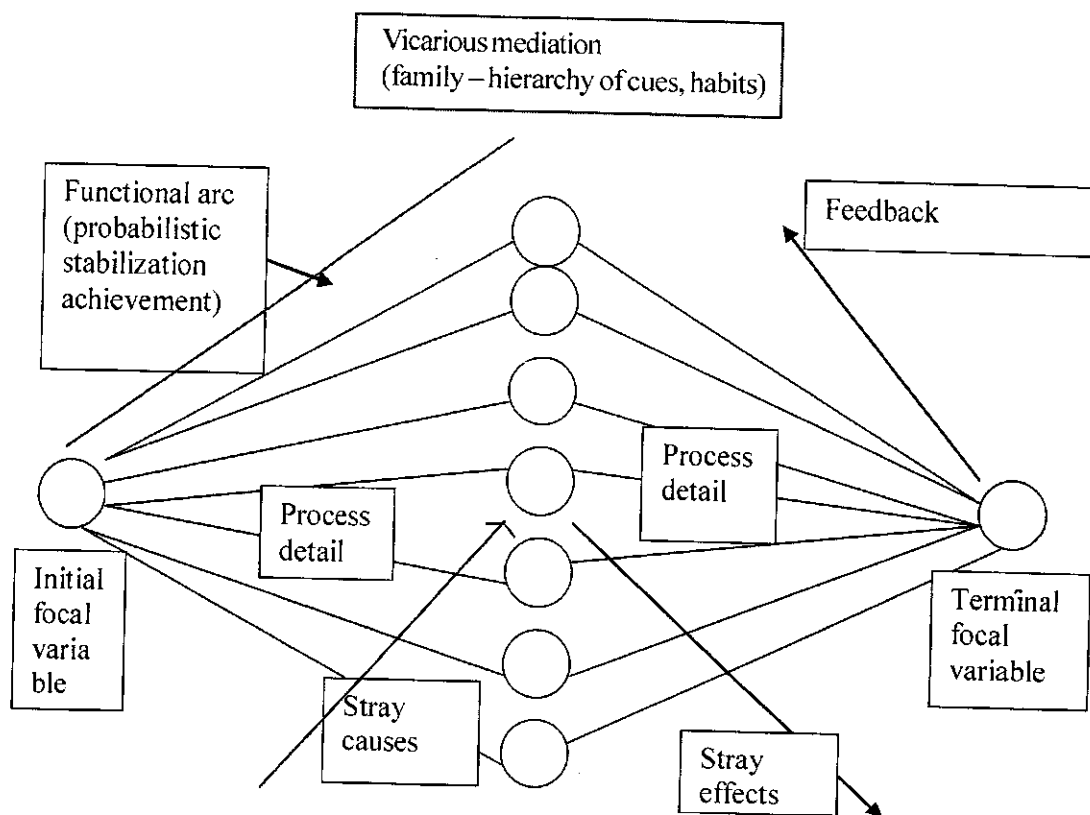 Vicarious mediation
(family – hierarchy of cues, habits)
Functional arc
(probabilistic
stabilization
achievement)
Feedback
Process
detail
Process
detail
Initial
focal
varia
ble
Terminal
focal
variable
Stray
causes
Stray
effects